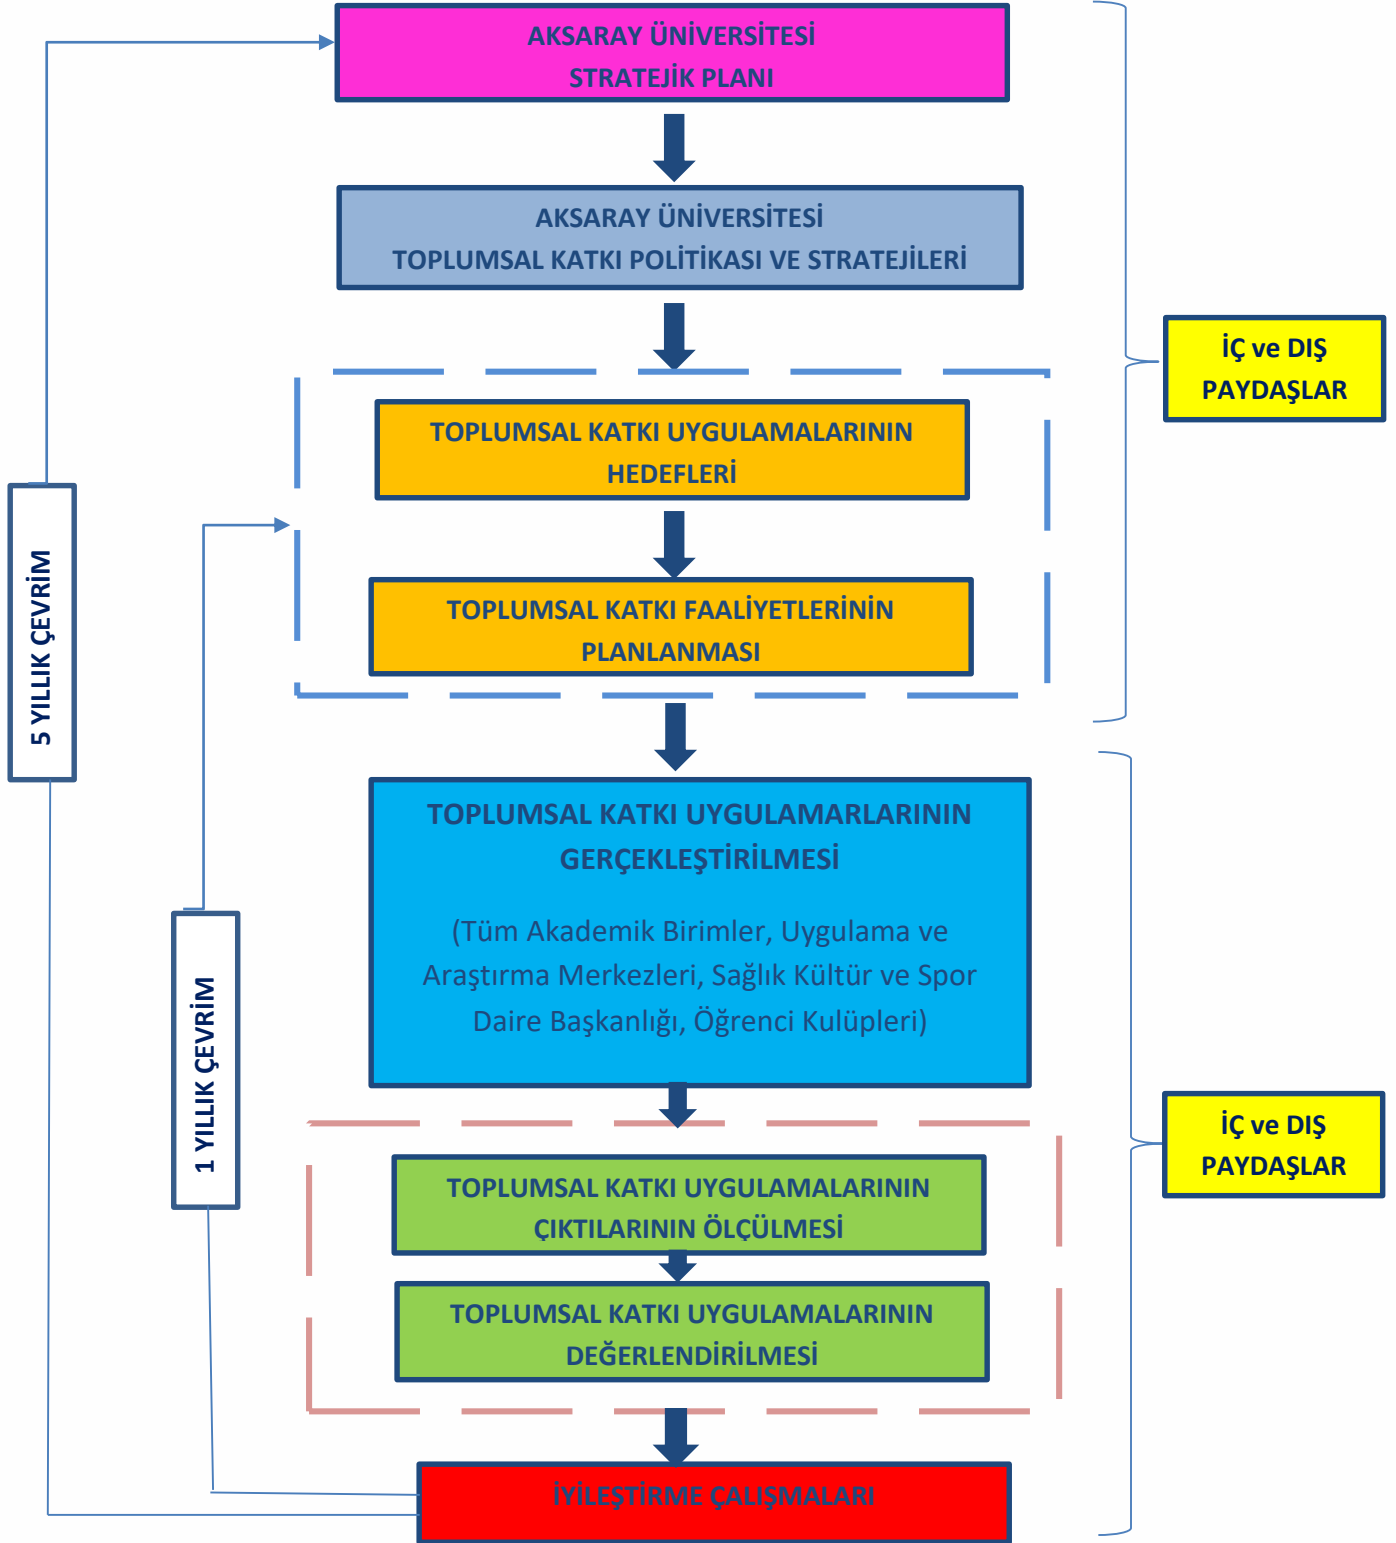 AKSARAY ÜNİVERSİTESİ
STRATEJİK PLANI
AKSARAY ÜNİVERSİTESİ
TOPLUMSAL KATKI POLİTİKASI VE STRATEJİLERİ
İÇ ve DIŞ
PAYDAŞLAR
TOPLUMSAL KATKI UYGULAMALARININ
HEDEFLERİ
5 YILLIK ÇEVRİM
TOPLUMSAL KATKI FAALİYETLERİNİN
PLANLANMASI
TOPLUMSAL KATKI UYGULAMARLARININ
GERÇEKLEŞTİRİLMESİ
(Tüm Akademik Birimler, Uygulama ve
Araştırma Merkezleri, Sağlık Kültür ve Spor
Daire Başkanlığı, Öğrenci Kulüpleri)
1 YILLIK ÇEVRİM
İÇ ve DIŞ
PAYDAŞLAR
TOPLUMSAL KATKI UYGULAMALARININ
ÇIKTILARININ ÖLÇÜLMESİ
TOPLUMSAL KATKI UYGULAMALARININ
DEĞERLENDİRİLMESİ
İYİLEŞTİRME ÇALIŞMALARI